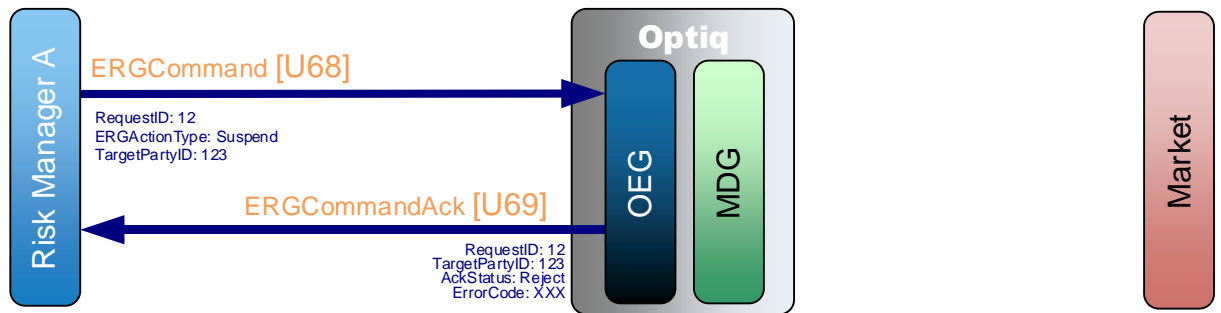 Risk Manager A
ERGCommand [U68]
RequestID: 12
ERGActionType: Suspend
TargetPartyID: 123
ERGCommandAck [U69]
RequestID: 12
TargetPartyID: 123
AckStatus: Reject
ErrorCode: XXX
Optiq
OEG
MDG
Market